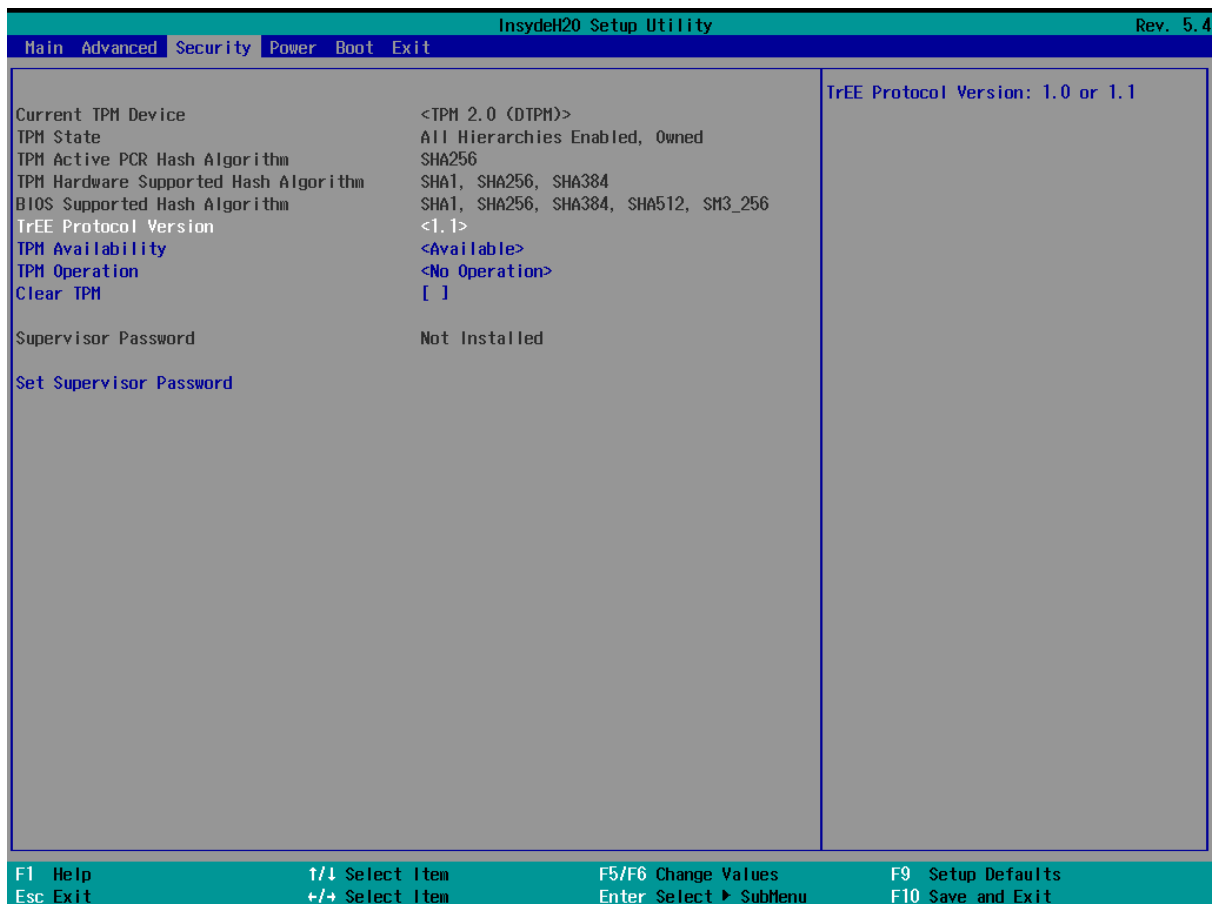 InsydeH20 Setup Utility Rev. 5.4
Main Advanced Security Power Boot Exit
TrEE Protocol Version: 1.0 or 1.1
Current TPM Device <TPM 2.0 (DTPM)>
TPM State All Hierarchies Enabled, Owned
TPM Active PCR Hash Algorithm SHA256
TPM Hardware Supported Hash Algorithm SHA1, SHA256, SHA384
BIOS Supported Hash Algorithm SHA1, SHA256, SHA384, SHA512, SM3_256
TrEE Protocol Version <1.1>
TPM Availability <Available>
TPM Operation <No Operation>
Clear TPM [ ]
Supervisor Password Not Installed
Set Supervisor Password
F1 Help ↑/↓ Select Item F5/F6 Change Values F9 Setup Defaults
Esc Exit ←/→ Select Item Enter Select ▶ SubMenu F10 Save and Exit